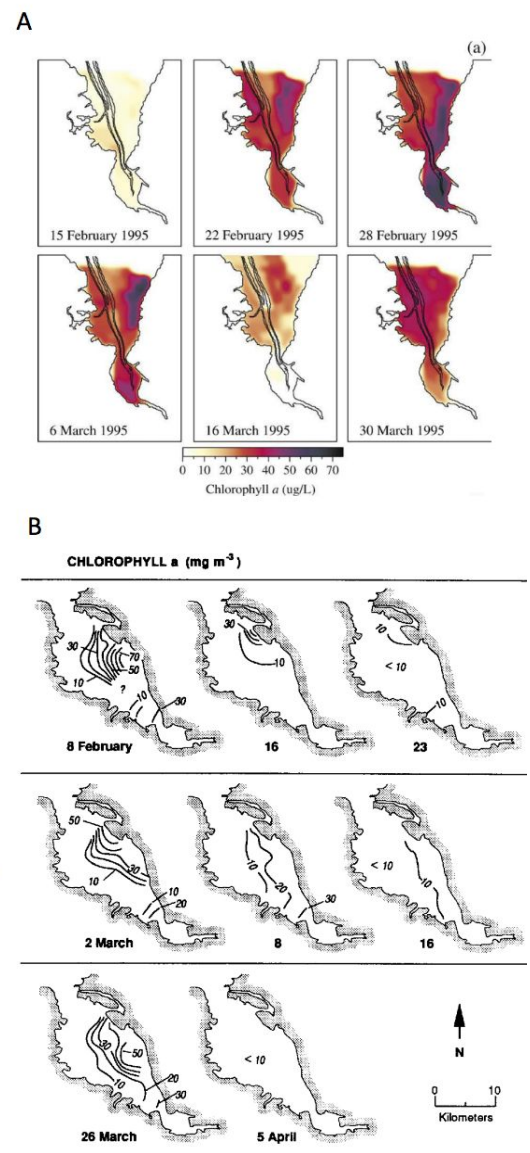 A
(a)
15 February 1995
22 February 1995
28 February 1995
6 March 1995
16 March 1995
30 March 1995
0 10 20 30 40 50 60 70
Chlorophyll a (ug/L)
B
CHLOROPHYLL a (mg m-3)
30
70
50
10
?
10
30
8 February
30
10
16
10
< 10
10
23
50
30
10
10
20
2 March
10
20
30
8
< 10
10
16
30
50
10
20
30
26 March
< 10
5 April
N
0 10
Kilometers